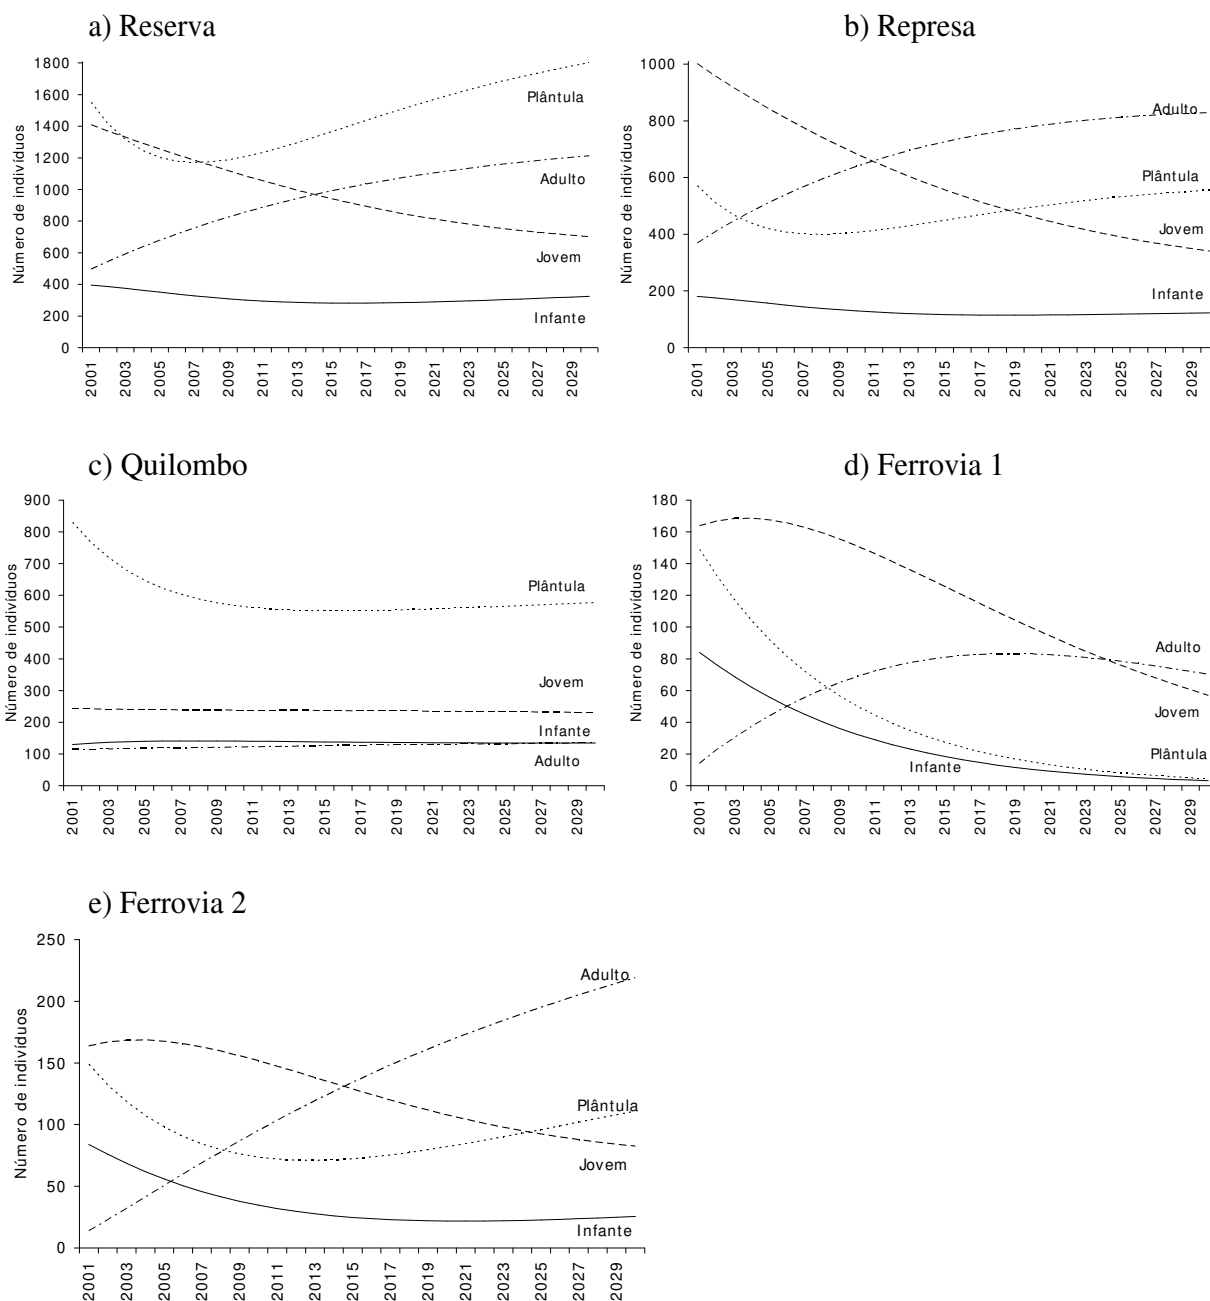 a) Reserva
Número de indivíduos
1800
1600
1400
1200
1000
800
600
400
200
0
Plântula
Adulto
Jovem
Infante
2001 2003 2005 2007 2009 2011 2013 2015 2017 2019 2021 2023 2025 2027 2029
b) Represa
Número de indivíduos
1000
800
600
400
200
0
Adulto
Plântula
Jovem
Infante
2001 2003 2005 2007 2009 2011 2013 2015 2017 2019 2021 2023 2025 2027 2029
c) Quilombo
Número de indivíduos
900
800
700
600
500
400
300
200
100
0
Plântula
Jovem
Infante
Adulto
2001 2003 2005 2007 2009 2011 2013 2015 2017 2019 2021 2023 2025 2027 2029
d) Ferrovia 1
Número de indivíduos
180
160
140
120
100
80
60
40
20
0
Adulto
Jovem
Plântula
Infante
2001 2003 2005 2007 2009 2011 2013 2015 2017 2019 2021 2023 2025 2027 2029
e) Ferrovia 2
Número de indivíduos
250
200
150
100
50
0
Adulto
Plântula
Jovem
Infante
2001 2003 2005 2007 2009 2011 2013 2015 2017 2019 2021 2023 2025 2027 2029